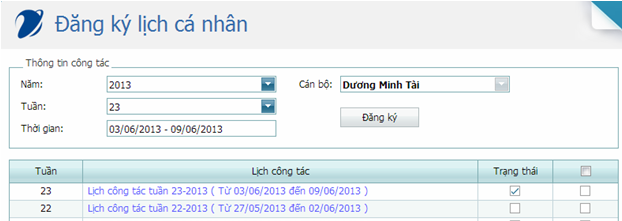 Đăng ký lịch cá nhân
Thông tin công tác
Năm: 2013 Cán bộ: Dương Minh Tài
Tuần: 23 Đăng ký
Thời gian: 03/06/2013 - 09/06/2013
Tuần Lịch công tác Trạng thái
23 Lịch công tác tuần 23-2013 ( Từ 03/06/2013 đến 09/06/2013 )
22 Lịch công tác tuần 22-2013 ( Từ 27/05/2013 đến 02/06/2013 )